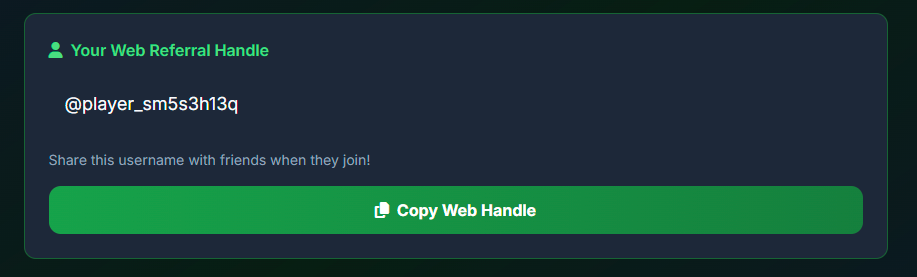 Your Web Referral Handle
@player_sm5s3h13q
Share this username with friends when they join!
Copy Web Handle